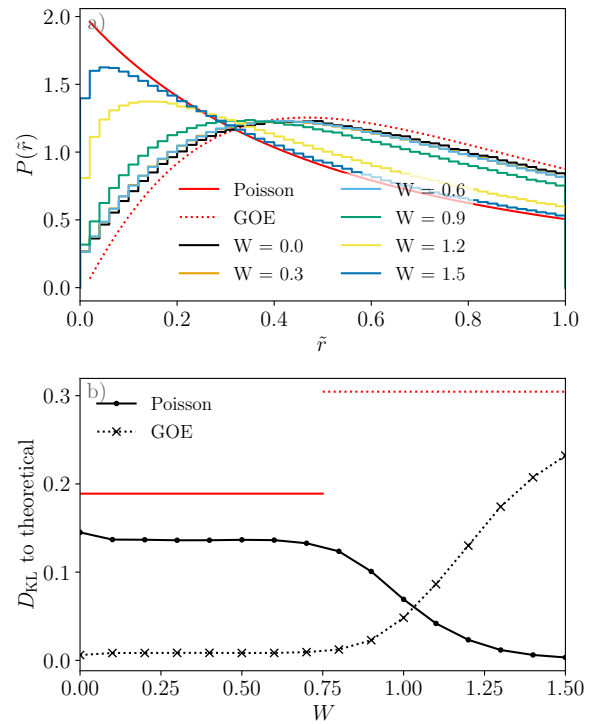 a)
P(r̃)
2.0
1.5
1.0
0.5
0.0
Poisson
GOE
W = 0.0
W = 0.3
W = 0.6
W = 0.9
W = 1.2
W = 1.5
0.0 0.2 0.4 0.6 0.8 1.0
r̃
b)
D_KL to theoretical
0.3
0.2
0.1
0.0
Poisson
GOE
0.00 0.25 0.50 0.75 1.00 1.25 1.50
W